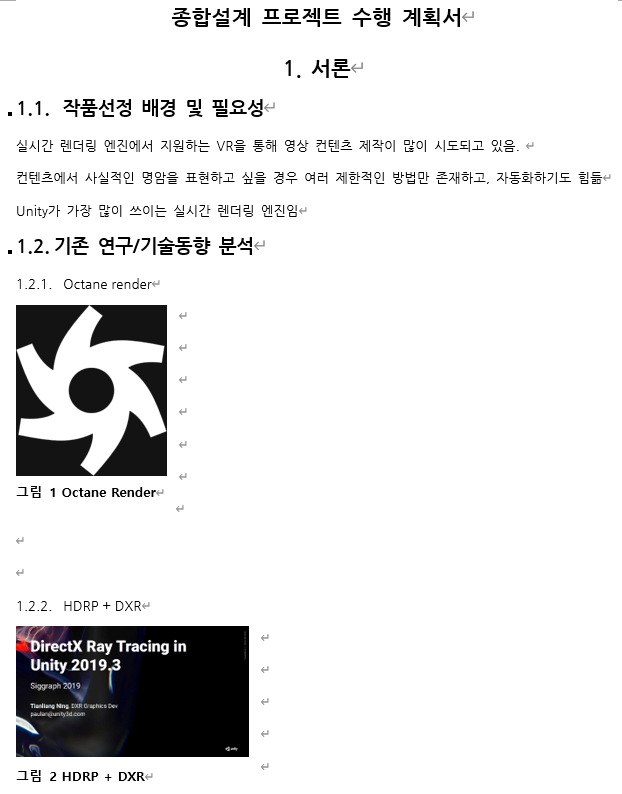 종합설계 프로젝트 수행 계획서
1. 서론
1.1. 작품선정 배경 및 필요성
실시간 렌더링 엔진에서 지원하는 VR을 통해 영상 컨텐츠 제작이 많이 시도되고 있음.
컨텐츠에서 사실적인 명암을 표현하고 싶을 경우 여러 제한적인 방법만 존재하고, 자동화하기도 힘듦
Unity가 가장 많이 쓰이는 실시간 렌더링 엔진임
1.2. 기존 연구/기술동향 분석
1.2.1. Octane render
그림 1 Octane Render
1.2.2. HDRP + DXR
DirectX Ray Tracing in
Unity 2019.3
Siggraph 2019
Tianliang Ning, DXR Graphics Dev
paulan@unity3d.com
unity
그림 2 HDRP + DXR